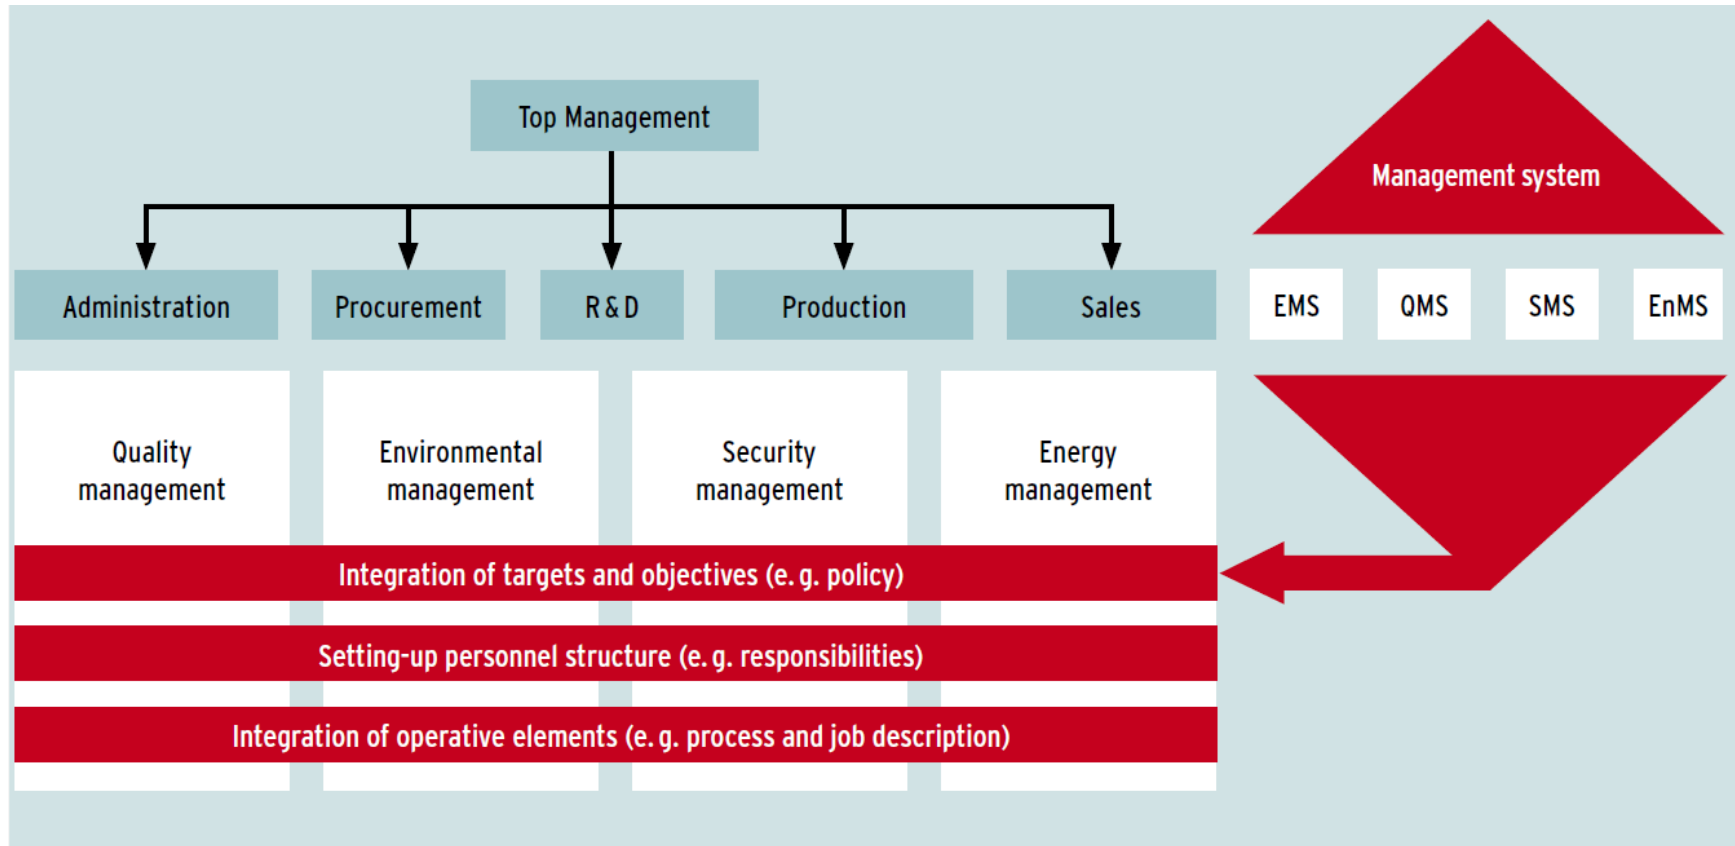 Top Management
Management system
Administration
Procurement
R & D
Production
Sales
EMS
QMS
SMS
EnMS
Quality
management
Environmental
management
Security
management
Energy
management
Integration of targets and objectives (e. g. policy)
Setting-up personnel structure (e. g. responsibilities)
Integration of operative elements (e. g. process and job description)